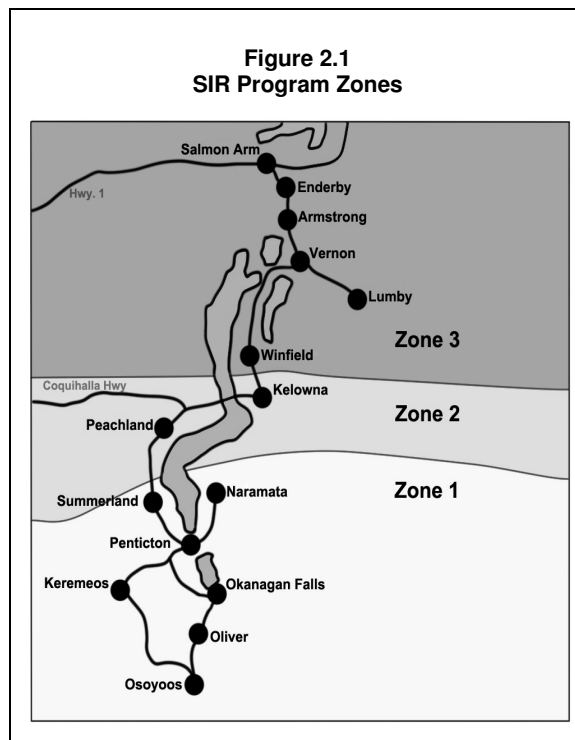 Figure 2.1
SIR Program Zones
Salmon Arm
Enderby
Hwy. 1
Armstrong
Vernon
Lumby
Zone 3
Winfield
Coquihalla Hwy
Kelowna
Zone 2
Peachland
Zone 1
Naramata
Summerland
Penticton
Keremeos
Okanagan Falls
Oliver
Osoyoos